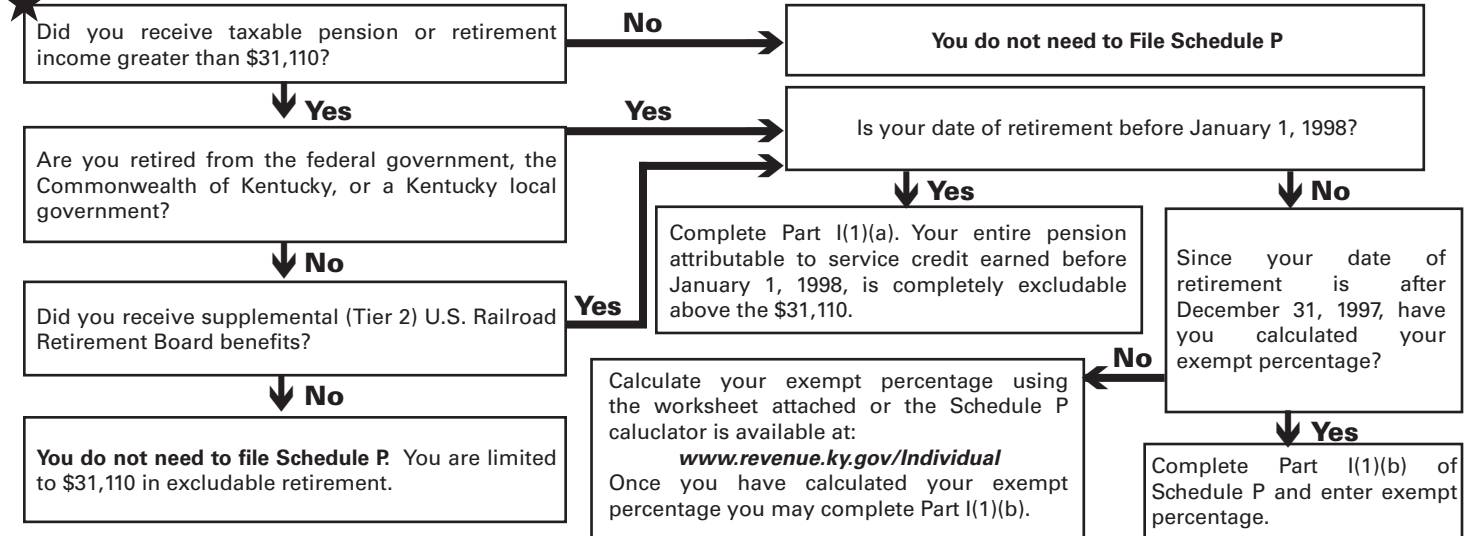 Did you receive taxable pension or retirement
income greater than $31,110?
No
You do not need to File Schedule P
Yes
Are you retired from the federal government, the
Commonwealth of Kentucky, or a Kentucky local
government?
Yes
Is your date of retirement before January 1, 1998?
No
Did you receive supplemental (Tier 2) U.S. Railroad
Retirement Board benefits?
Yes
No
You do not need to file Schedule P. You are limited
to $31,110 in excludable retirement.
Yes
Complete Part I(1)(a). Your entire pension
attributable to service credit earned before
January 1, 1998, is completely excludable
above the $31,110.
No
Since your date of
retirement is after
December 31, 1997, have
you calculated your
exempt percentage?
No
Calculate your exempt percentage using
the worksheet attached or the Schedule P
caluclator is available at:
www.revenue.ky.gov/Individual
Once you have calculated your exempt
percentage you may complete Part I(1)(b).
Yes
Complete Part I(1)(b) of
Schedule P and enter exempt
percentage.